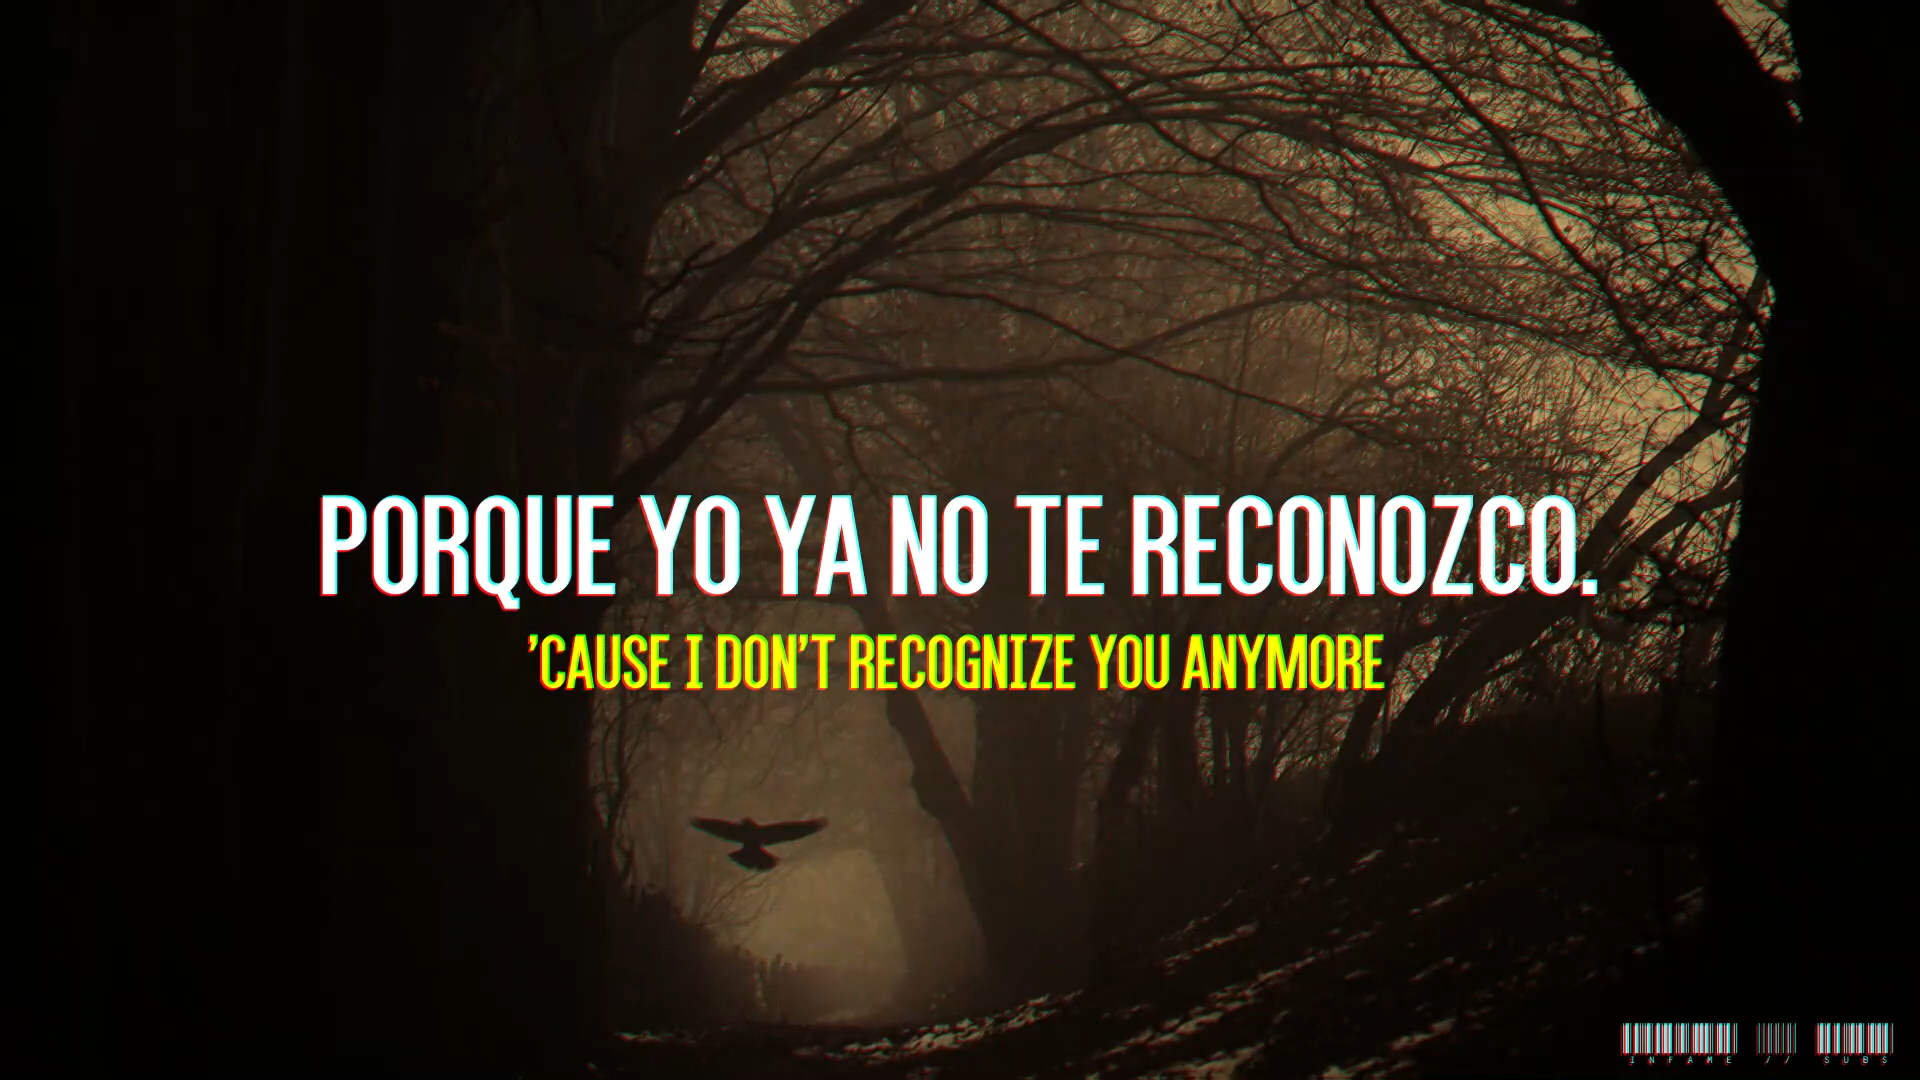 PORQUE YO YA NO TE RECONOZCO.
'CAUSE I DON'T RECOGNIZE YOU ANYMORE
INFAME // SUBS